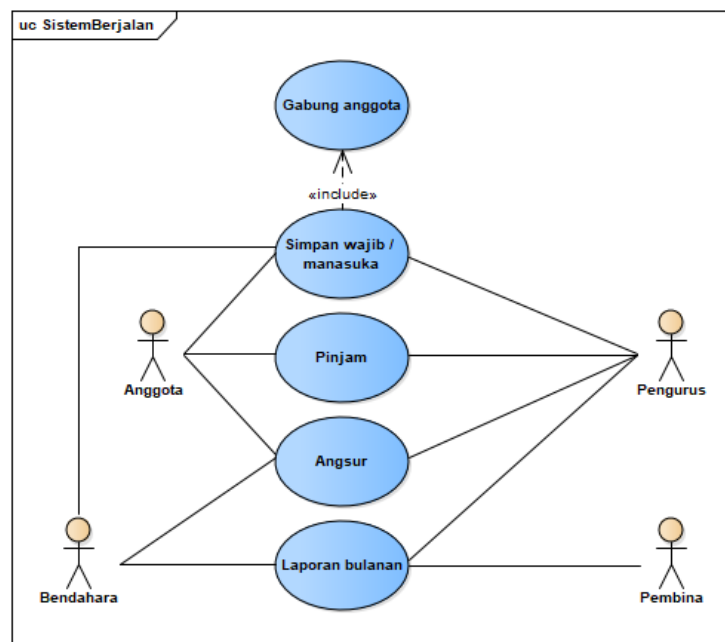 uc SistemBerjalan
Gabung anggota
«include»
Simpan wajib /
manasuka
Anggota
Pinjam
Pengurus
Angsur
Bendahara
Laporan bulanan
Pembina